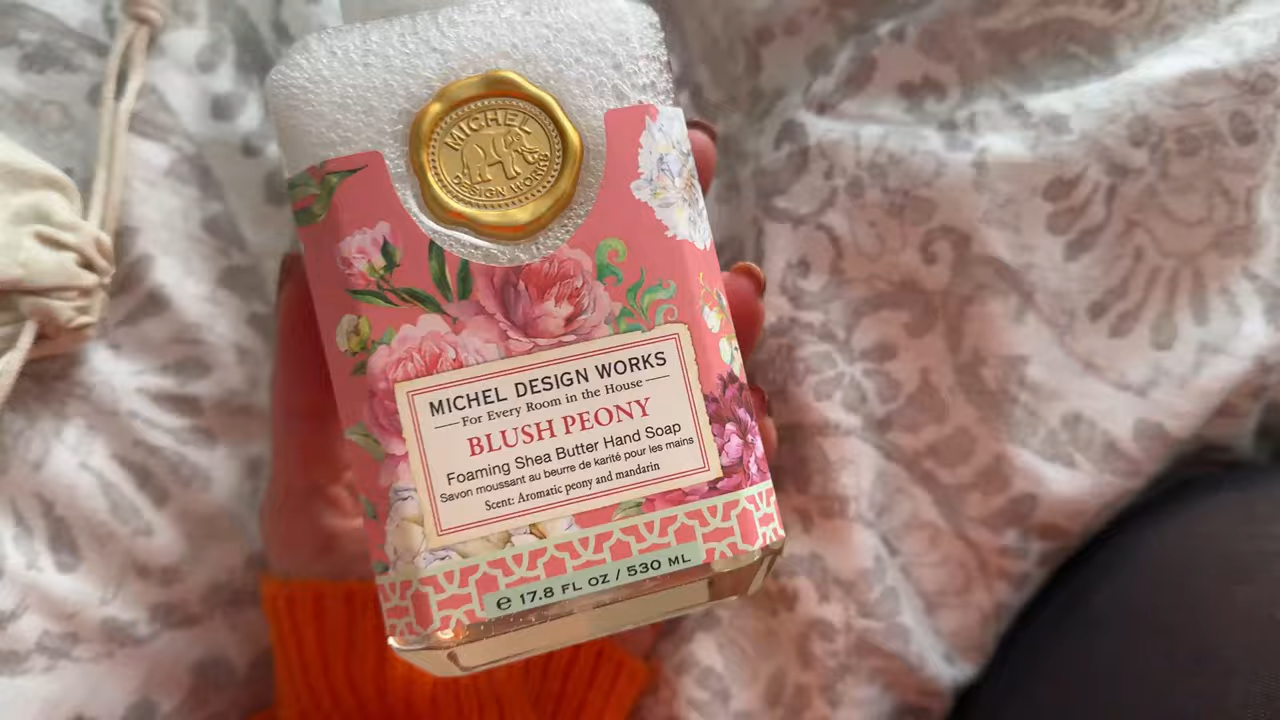 MICHEL
DESIGN WORKS
MICHEL DESIGN WORKS
For Every Room in the House
BLUSH PEONY
Foaming Shea Butter Hand Soap
Savon moussant au beurre de karité pour les mains
Scent: Aromatic peony and mandarin
℮ 17.8 FL OZ / 530 ML